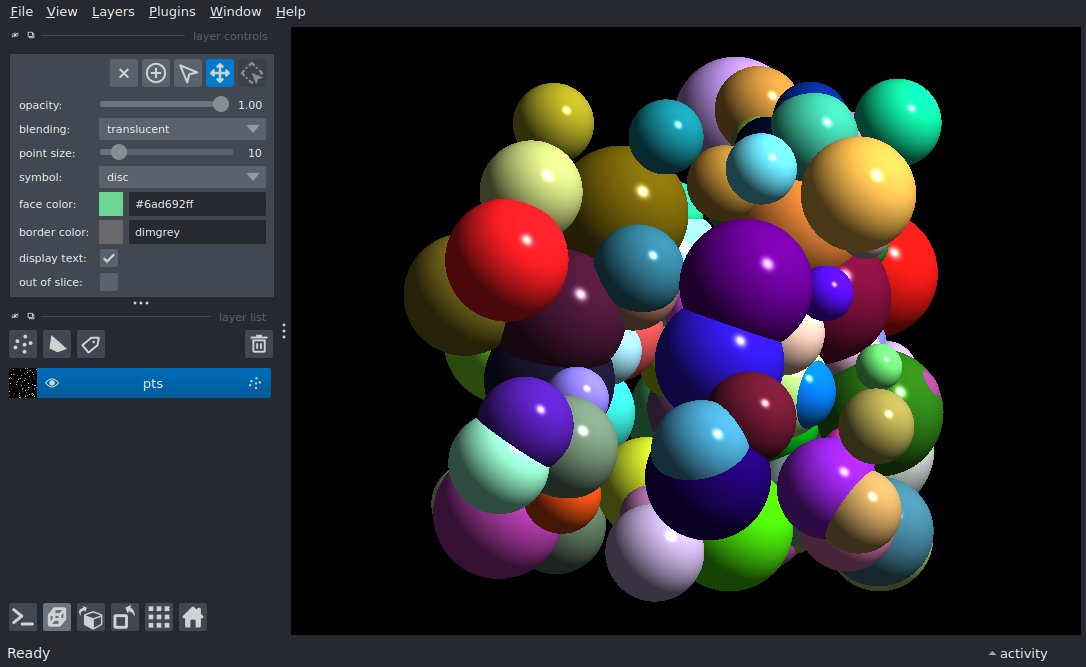 File View Layers Plugins Window Help
layer controls
opacity: 1.00
blending: translucent
point size: 10
symbol: disc
face color: #6ad692ff
border color: dimgrey
display text:
out of slice:
layer list
pts
Ready activity